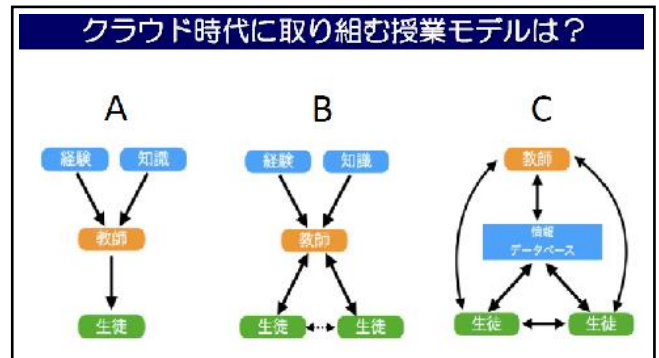 クラウド時代に取り組む授業モデルは？
A
経験 知識
教師
生徒
B
経験 知識
教師
生徒 生徒
C
教師
情報
データベース
生徒 生徒